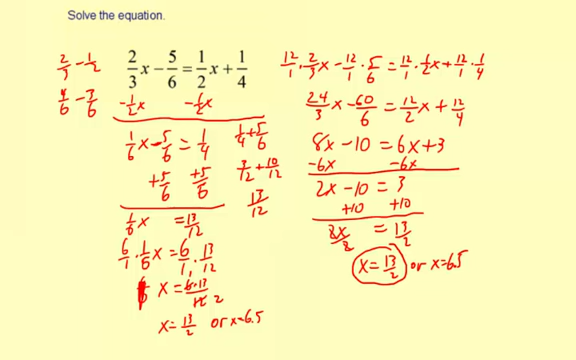 Solve the equation.
2/3 x − 5/6 = 1/2 x + 1/4
2/3 − 1/2
4/6 − 3/6
−1/2x −1/2x
1/6 x − 5/6 = 1/4
+5/6 +5/6
1/6 x = 13/12
6/1 · 1/6 x = 6/1 · 13/12
x = 6·13/12 2
x = 13/2 or x=6.5
1/4 + 5/6
3/12 + 10/12
13/12
12/1 · 2/3 x − 12/1 · 5/6 = 12/1 · 1/2 x + 12/1 · 1/4
24/3 x − 60/6 = 12/2 x + 12/4
8x − 10 = 6x + 3
−6x −6x
2x − 10 = 3
+10 +10
2x/2 = 13/2
x = 13/2 or x=6.5